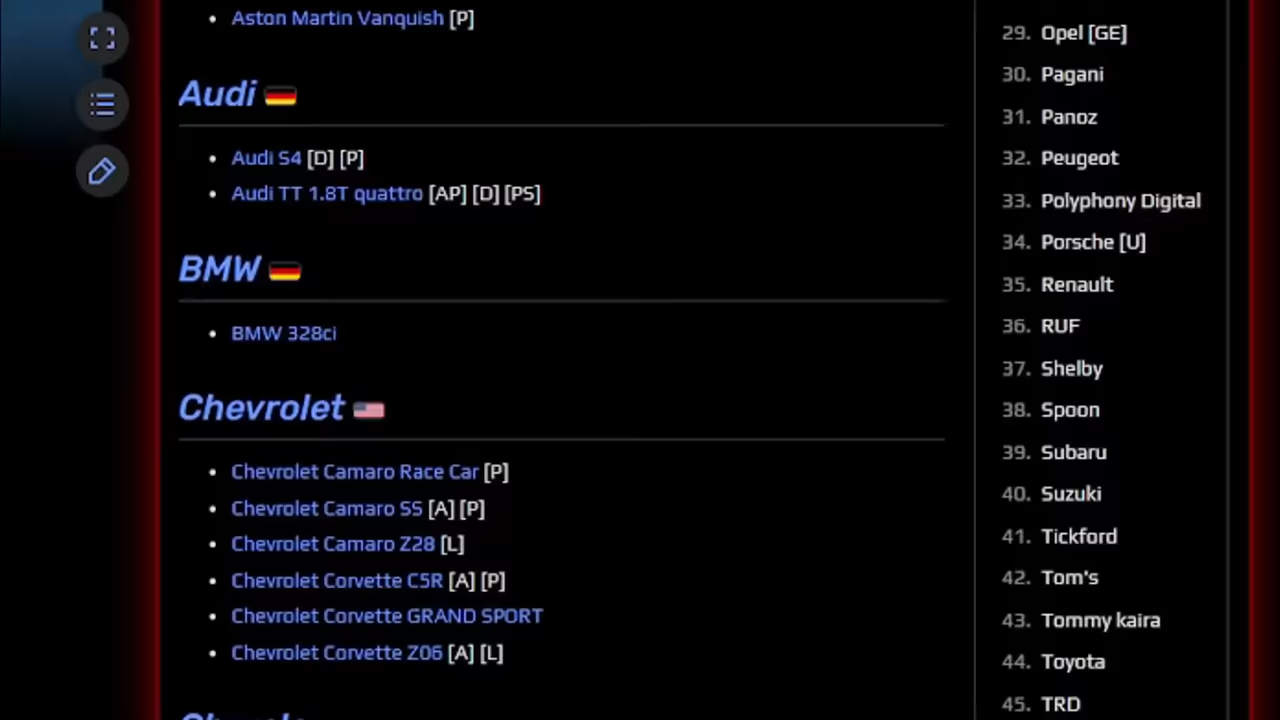 Aston Martin Vanquish [P]
Audi
Audi S4 [D] [P]
Audi TT 1.8T quattro [AP] [D] [PS]
BMW
BMW 328ci
Chevrolet
Chevrolet Camaro Race Car [P]
Chevrolet Camaro SS [A] [P]
Chevrolet Camaro Z28 [L]
Chevrolet Corvette C5R [A] [P]
Chevrolet Corvette GRAND SPORT
Chevrolet Corvette Z06 [A] [L]
29. Opel [GE]
30. Pagani
31. Panoz
32. Peugeot
33. Polyphony Digital
34. Porsche [U]
35. Renault
36. RUF
37. Shelby
38. Spoon
39. Subaru
40. Suzuki
41. Tickford
42. Tom's
43. Tommy kaira
44. Toyota
45. TRD